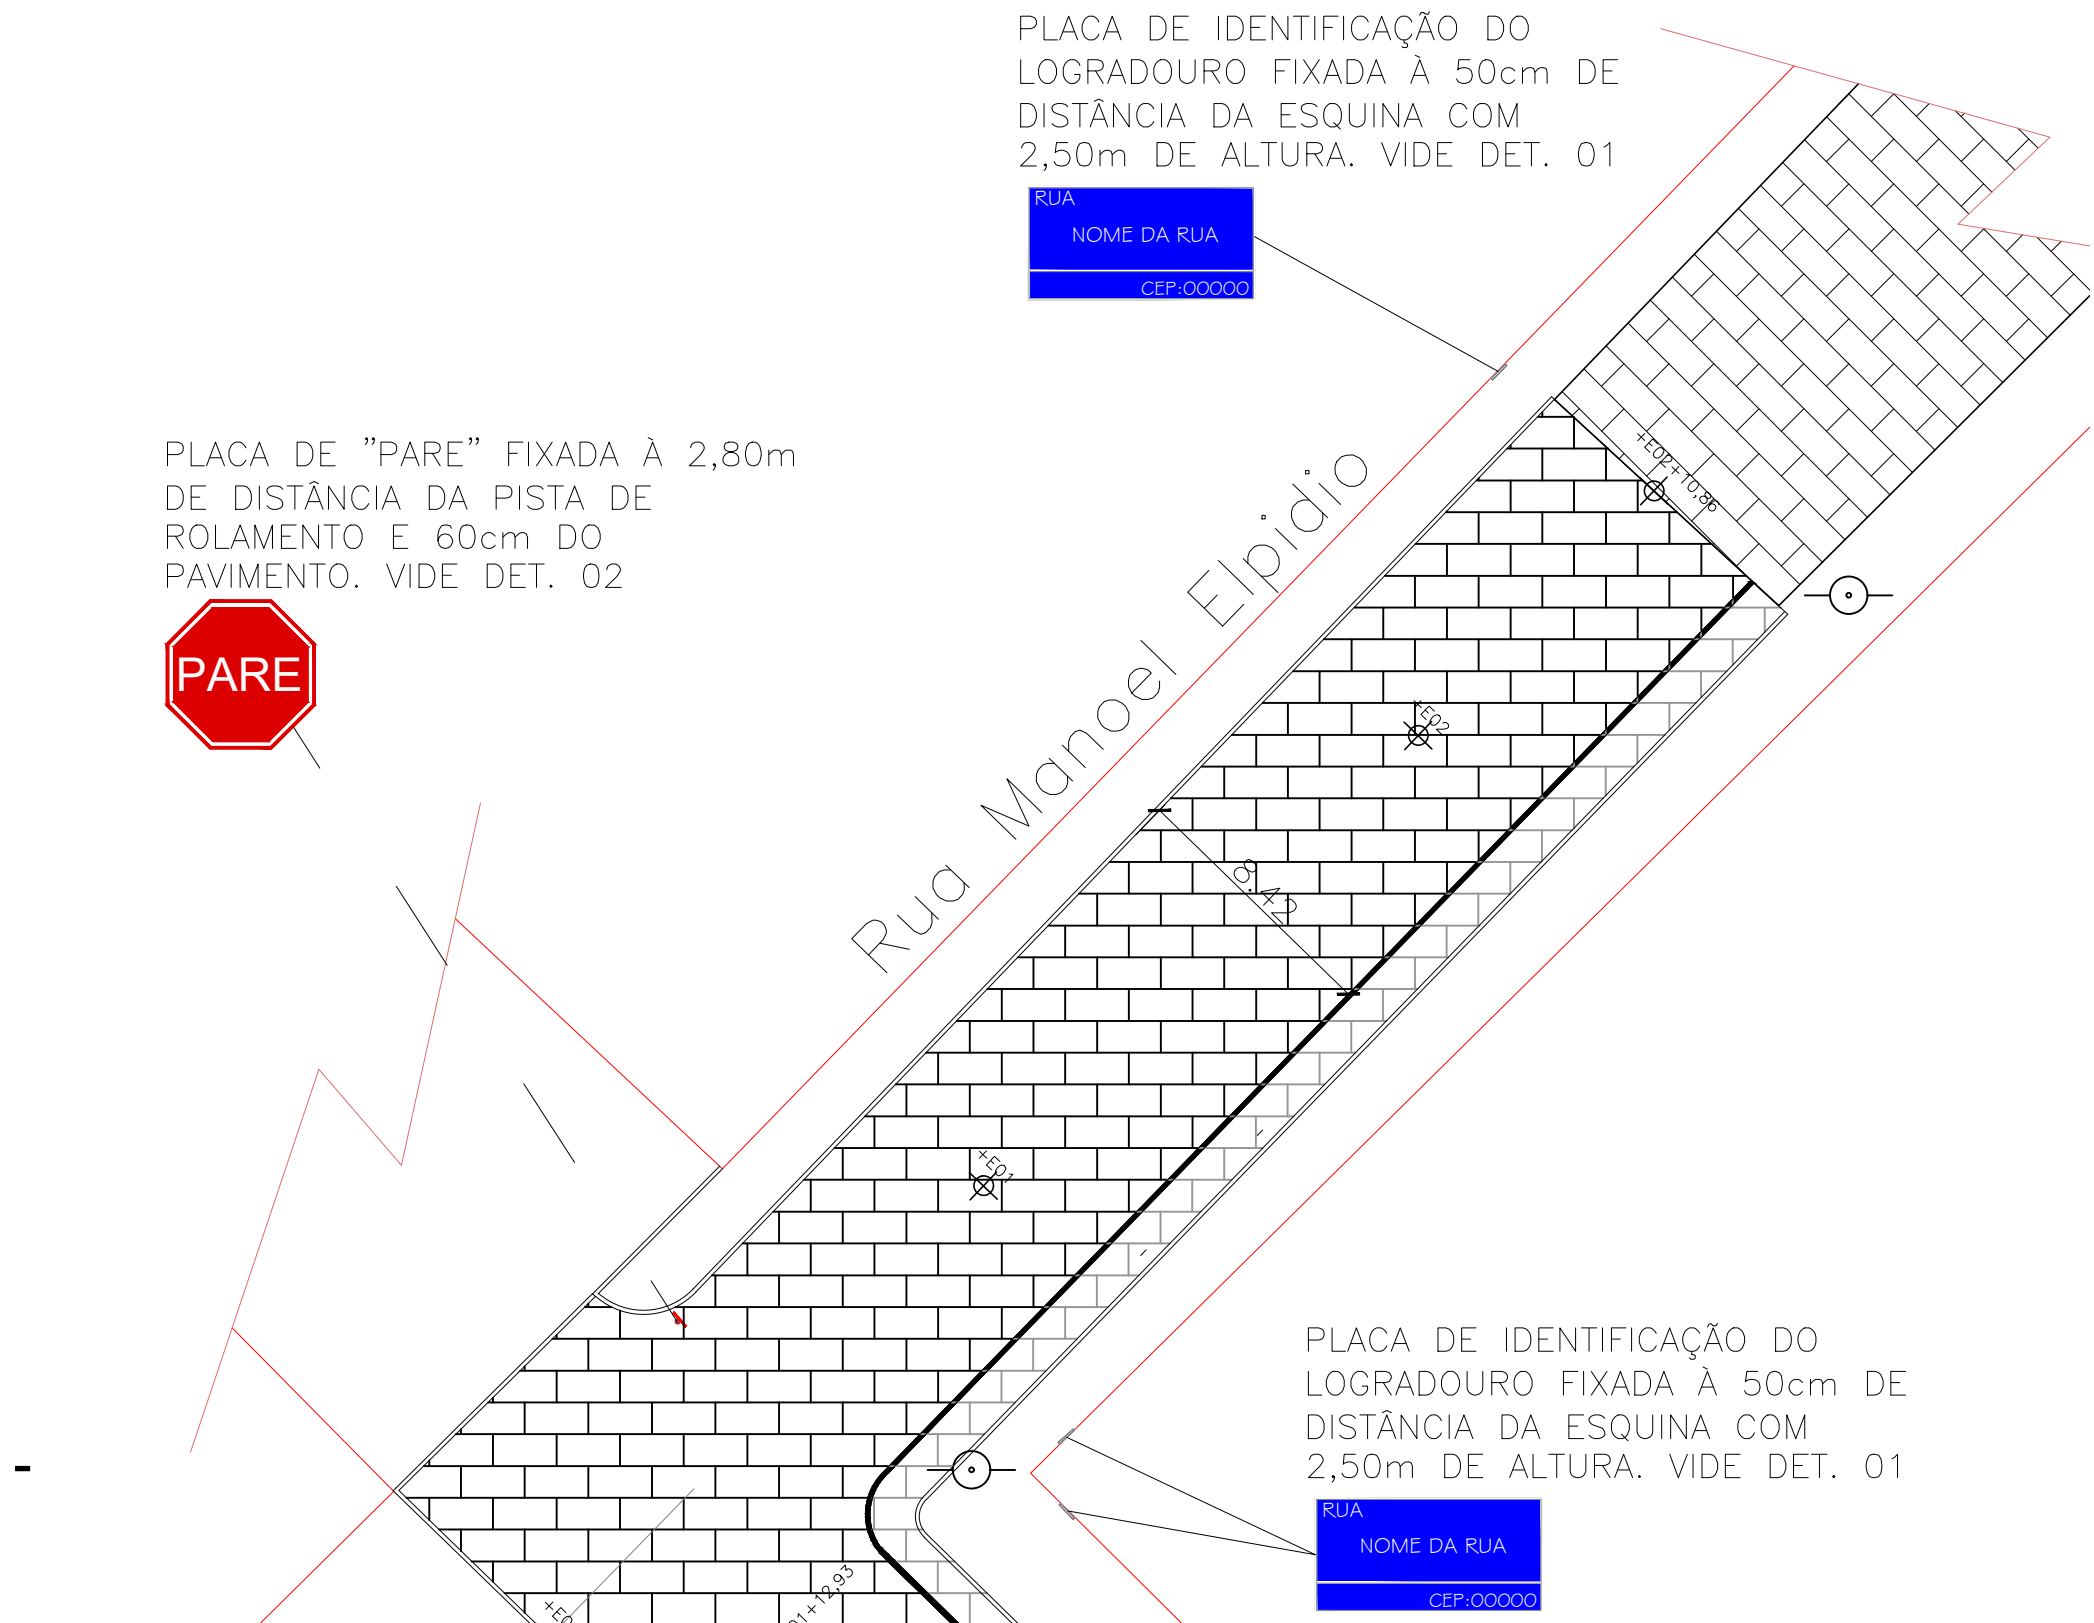 PLACA DE IDENTIFICAÇÃO DO
LOGRADOURO FIXADA À 50cm DE
DISTÂNCIA DA ESQUINA COM
2,50m DE ALTURA. VIDE DET. 01
RUA
NOME DA RUA
CEP:00000
PLACA DE "PARE" FIXADA À 2,80m
DE DISTÂNCIA DA PISTA DE
ROLAMENTO E 60cm DO
PAVIMENTO. VIDE DET. 02
PARE
Rua Manoel Elpidio
+E02+10,86
+E02
8.42
+E01
PLACA DE IDENTIFICAÇÃO DO
LOGRADOURO FIXADA À 50cm DE
DISTÂNCIA DA ESQUINA COM
2,50m DE ALTURA. VIDE DET. 01
RUA
NOME DA RUA
CEP:00000
01+12,93